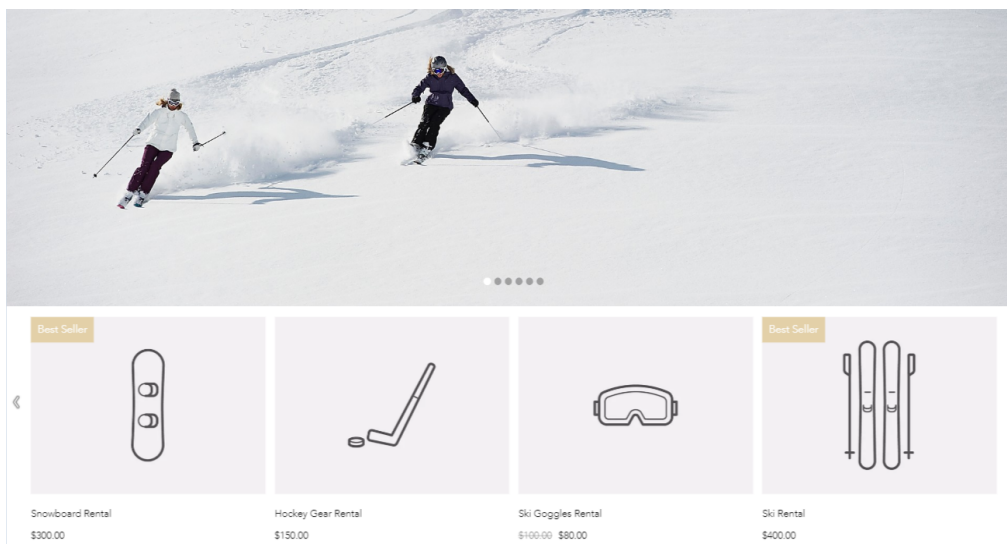 Best Seller
Best Seller
Snowboard Rental
Hockey Gear Rental
Ski Goggles Rental
Ski Rental
$300.00
$150.00
$100.00 $80.00
$400.00